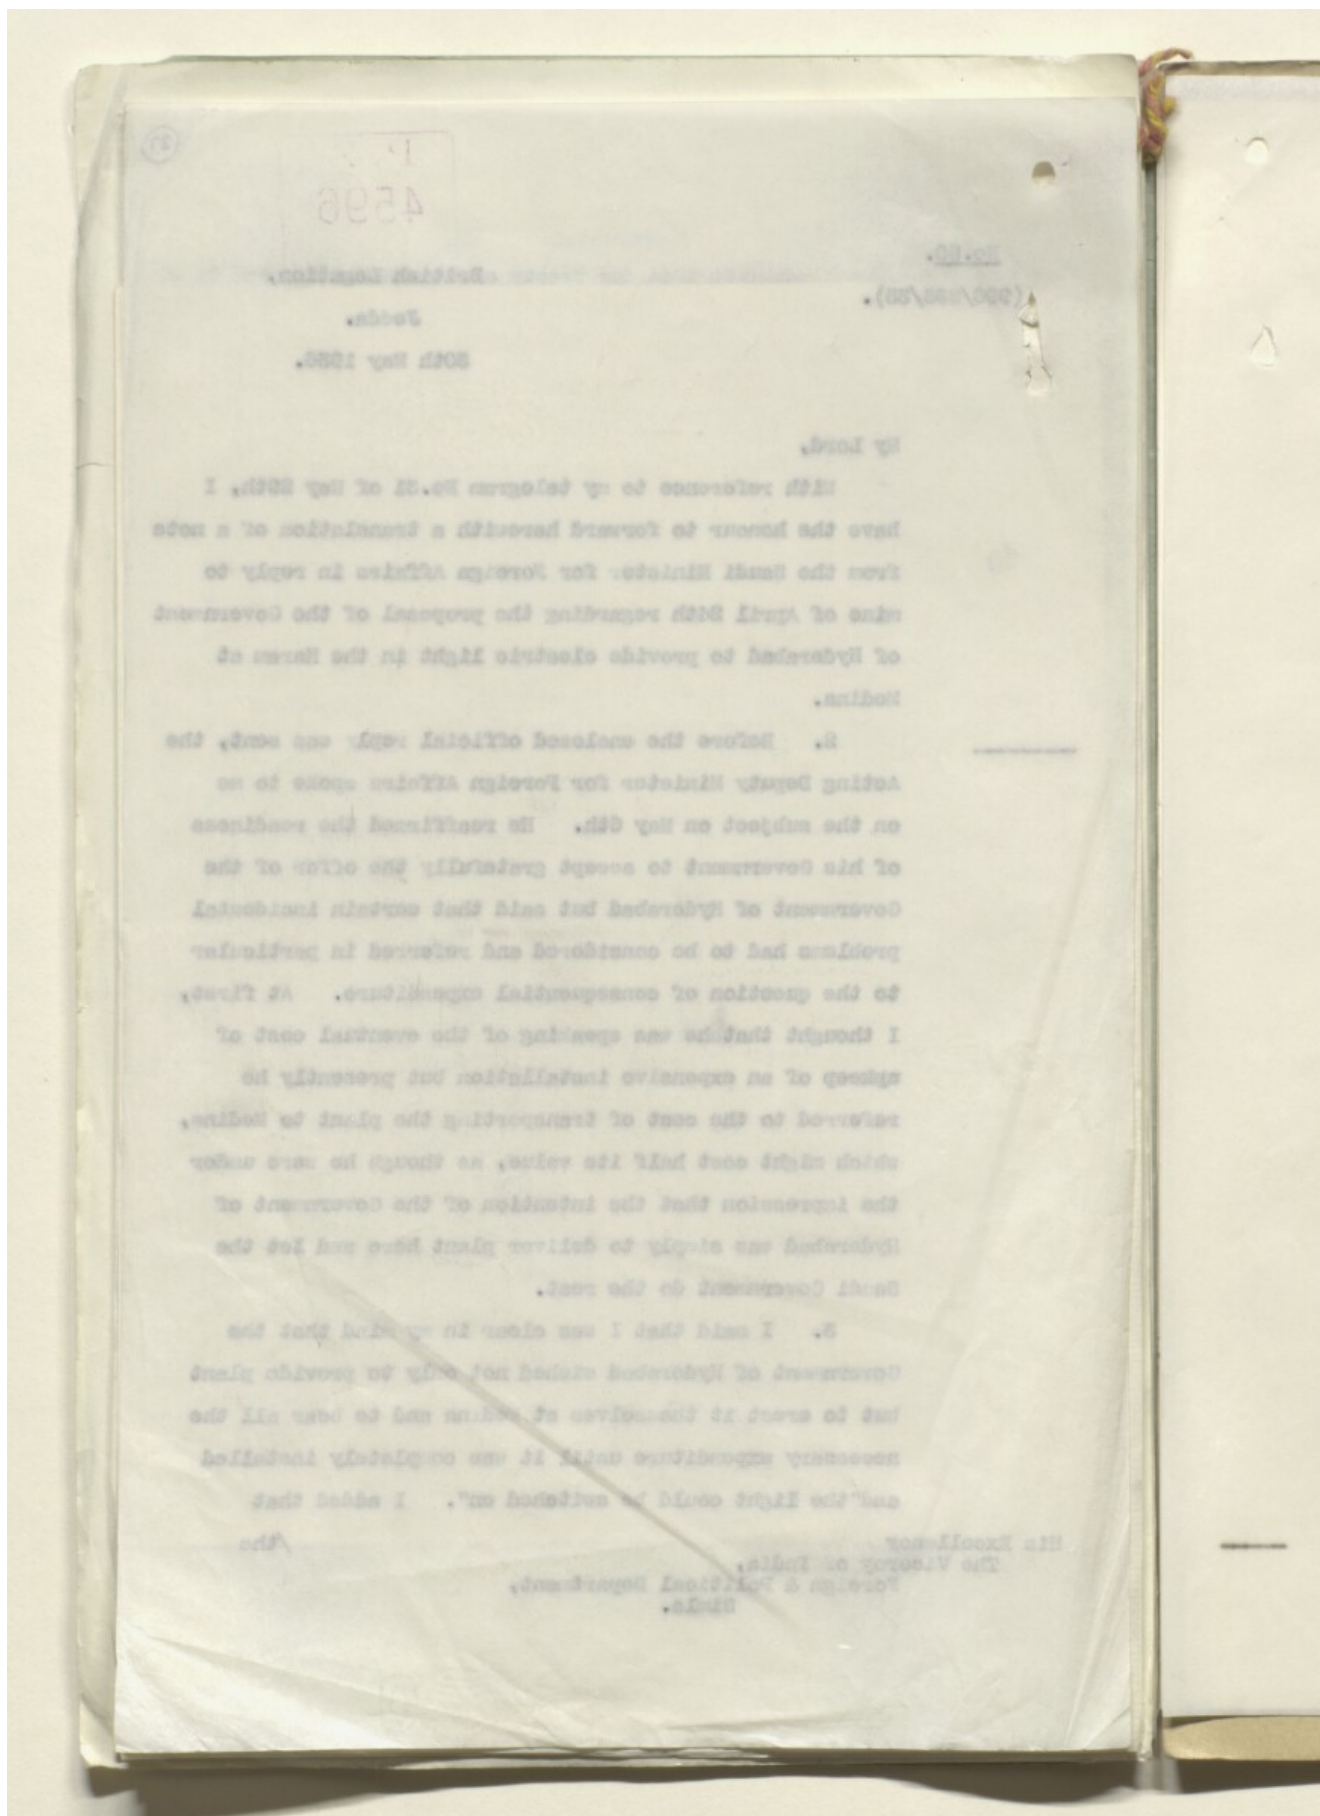 4596
British Legation,
Jedda.
30th May 1936.
My Lord,
With reference to my telegram No.31 of May 29th, I
have the honour to forward herewith a translation of a note
from the Saudi Minister for Foreign Affairs in reply to
mine of April 24th regarding the proposal of the Government
of Hyderabad to provide electric light in the Haram at
Medina.
2. Before the enclosed official reply was sent, the
Acting Deputy Minister for Foreign Affairs spoke to me
on the subject on May 6th. He reaffirmed the readiness
of his Government to accept gratefully the offer of the
Government of Hyderabad but said that certain incidental
problems had to be considered and referred in particular
to the question of consequential expenditure. At first,
I thought that he was speaking of the eventual cost of
upkeep of an expensive installation but presently he
referred to the cost of transporting the plant to Medina,
which might cost half its value, as though he were under
the impression that the intention of the Government of
Hyderabad was simply to deliver plant here and let the
Saudi Government do the rest.
3. I said that I was clear in my mind that the
Government of Hyderabad wished not only to provide plant
but to erect it themselves at Medina and to bear all the
necessary expenditure until it was completely installed
and "the light could be switched on". I added that
/the
His Excellency
The Viceroy of India,
Foreign & Political Department,
Simla.